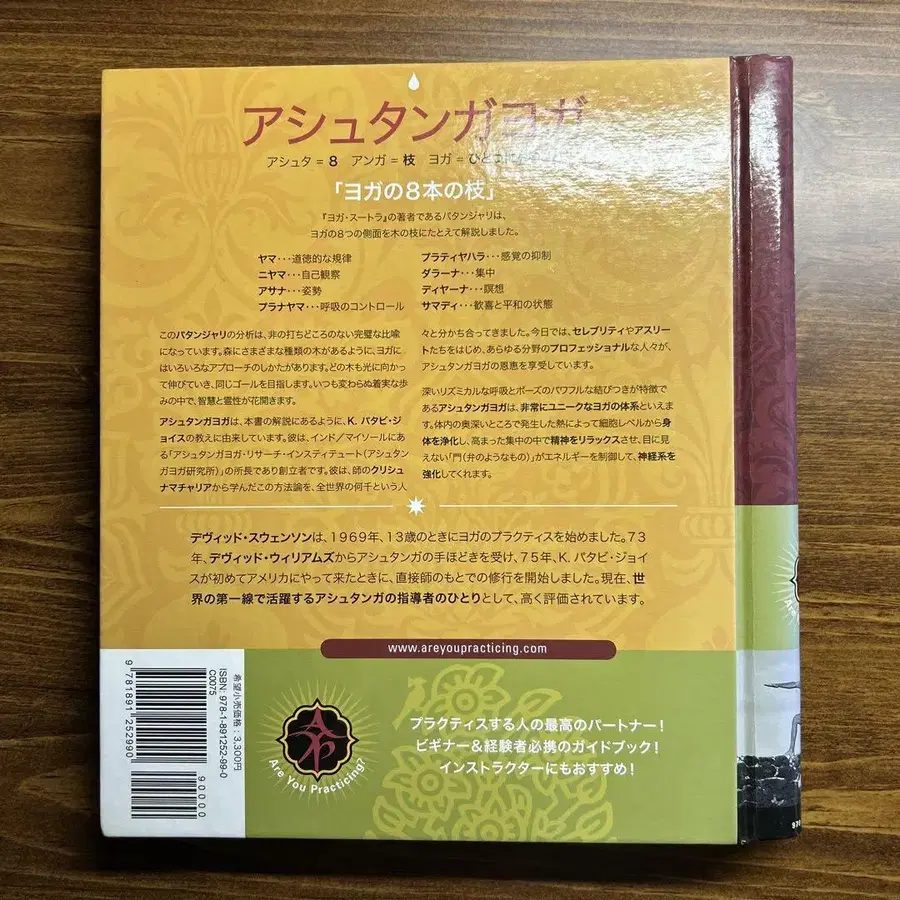 アシュタンガヨガ
アシュタ = 8 アンガ = 枝 ヨガ = ひとつに
「ヨガの8本の枝」
『ヨガ・スートラ』の著者であるパタンジャリは、
ヨガの8つの側面を木の枝にたとえて解説しました。
ヤマ･･･道徳的な規律
ニヤマ･･･自己観察
アサナ･･･姿勢
プラナヤマ･･･呼吸のコントロール
プラティヤハラ･･･感覚の抑制
ダラーナ･･･集中
ディヤーナ･･･瞑想
サマディ･･･歓喜と平和の状態
このパタンジャリの分析は、非の打ちどころのない完璧な比喩
になっています。森にさまざまな種類の木があるように、ヨガに
はいろいろなアプローチのしかたがあります。どの木も光に向かっ
て伸びていき、同じゴールを目指します。いつも変わらぬ着実な歩
みの中で、智慧と霊性が花開きます。
アシュタンガヨガは、本書の解説にあるように、K. パタビ・ジョ
イスの教えに由来しています。彼は、インド／マイソールにあ
る「アシュタンガヨガ・リサーチ・インスティテュート（アシュタン
ガヨガ研究所）」の所長であり創立者です。彼は、師のクリシュ
ナマチャリアから学んだこの方法論を、全世界の何千という人
々と分かち合ってきました。今日では、セレブリティやアスリー
トたちをはじめ、あらゆる分野のプロフェッショナルな人々が、
アシュタンガヨガの恩恵を享受しています。
深いリズミカルな呼吸とポーズのパワフルな結びつきが特徴で
あるアシュタンガヨガは、非常にユニークなヨガの体系といえま
す。体内の奥深いところで発生した熱によって細胞レベルから身
体を浄化し、高まった集中の中で精神をリラックスさせ、目に見
えない「門（弁のようなもの）」がエネルギーを制御して、神経系を
強化してくれます。
デヴィッド・スウェンソンは、1969年、13歳のときにヨガのプラクティスを始めました。73
年、デヴィッド・ウィリアムズからアシュタンガの手ほどきを受け、75年、K. パタビ・ジョイ
スが初めてアメリカにやって来たときに、直接師のもとでの修行を開始しました。現在、世
界の第一線で活躍するアシュタンガの指導者のひとりとして、高く評価されています。
www.areyoupracticing.com
プラクティスする人の最高のパートナー！
ビギナー＆経験者必携のガイドブック！
インストラクターにもおすすめ！
Are You Practicing?
希望小売価格：3,300円
ISBN: 978-1-891252-99-0
C0075
9 781891 252990
90000